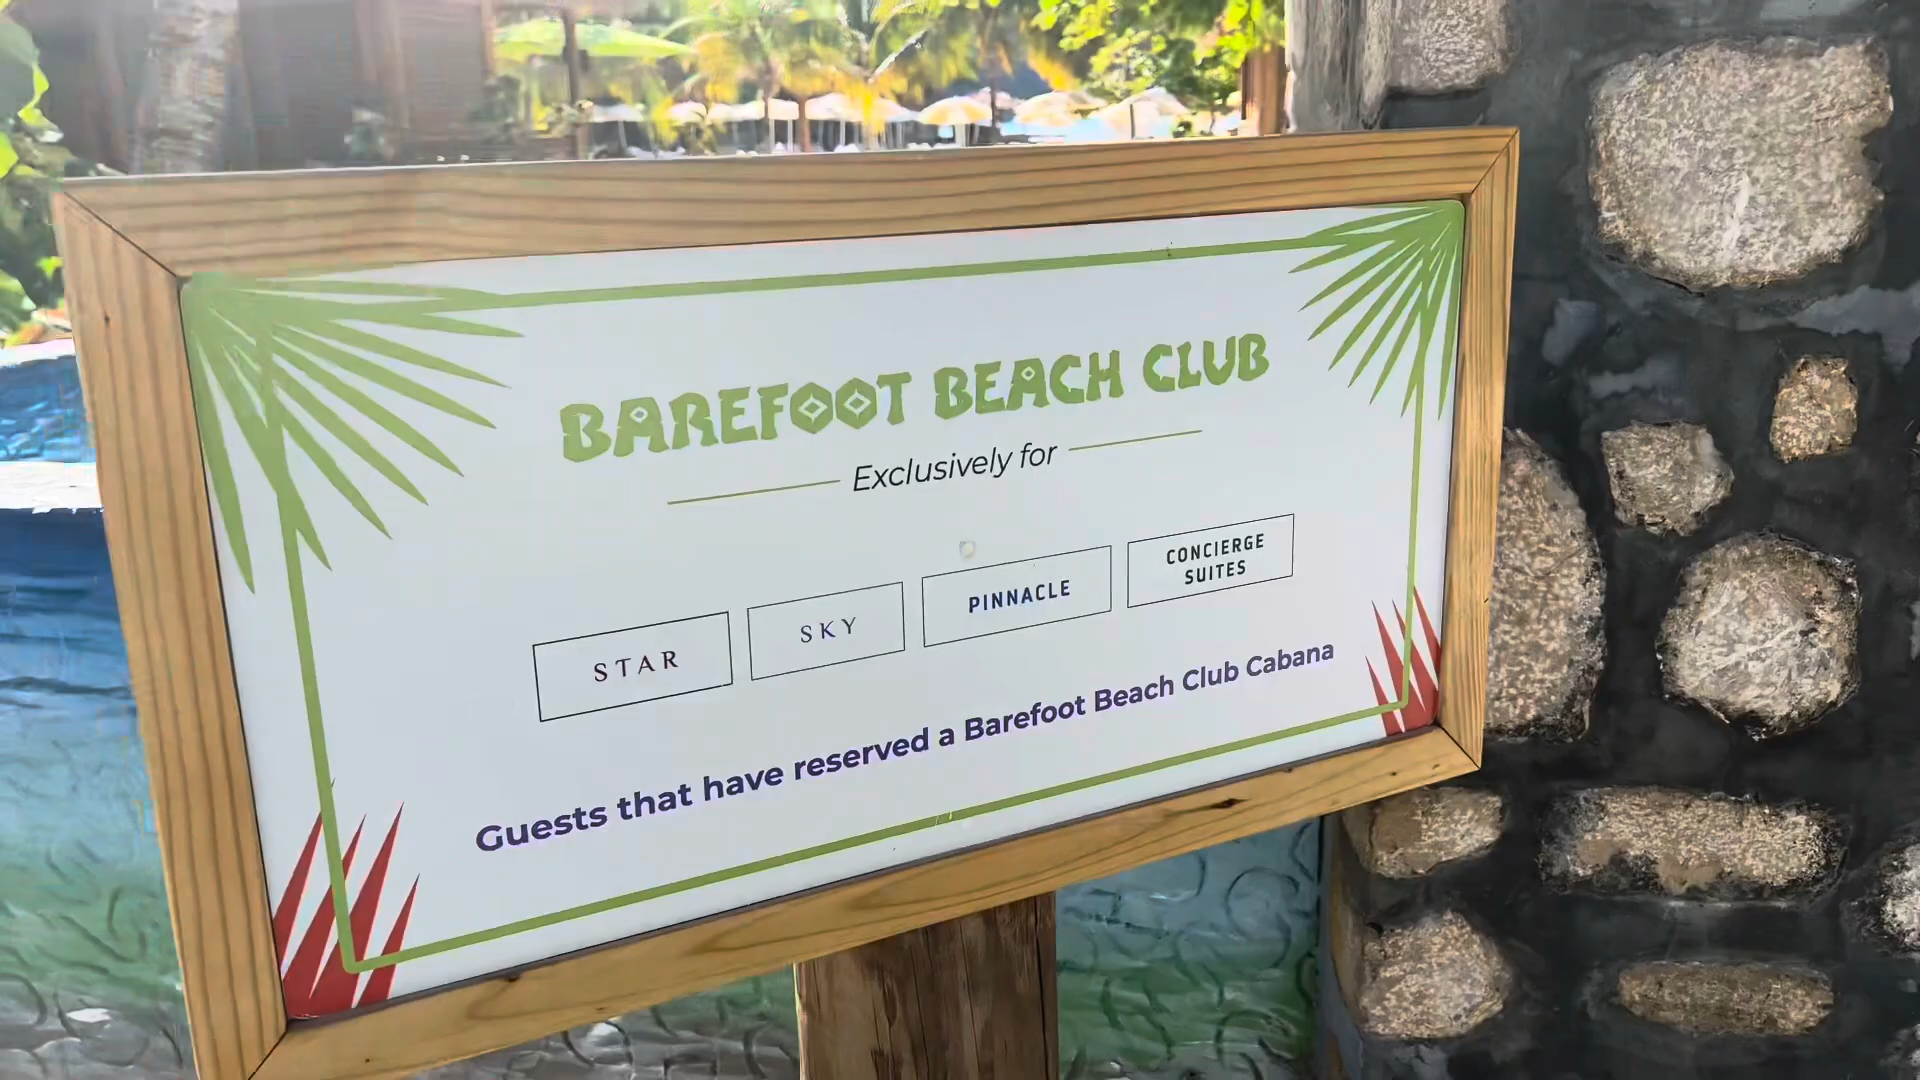 BAREFOOT BEACH CLUB
Exclusively for
STAR
SKY
PINNACLE
CONCIERGE
SUITES
Guests that have reserved a Barefoot Beach Club Cabana